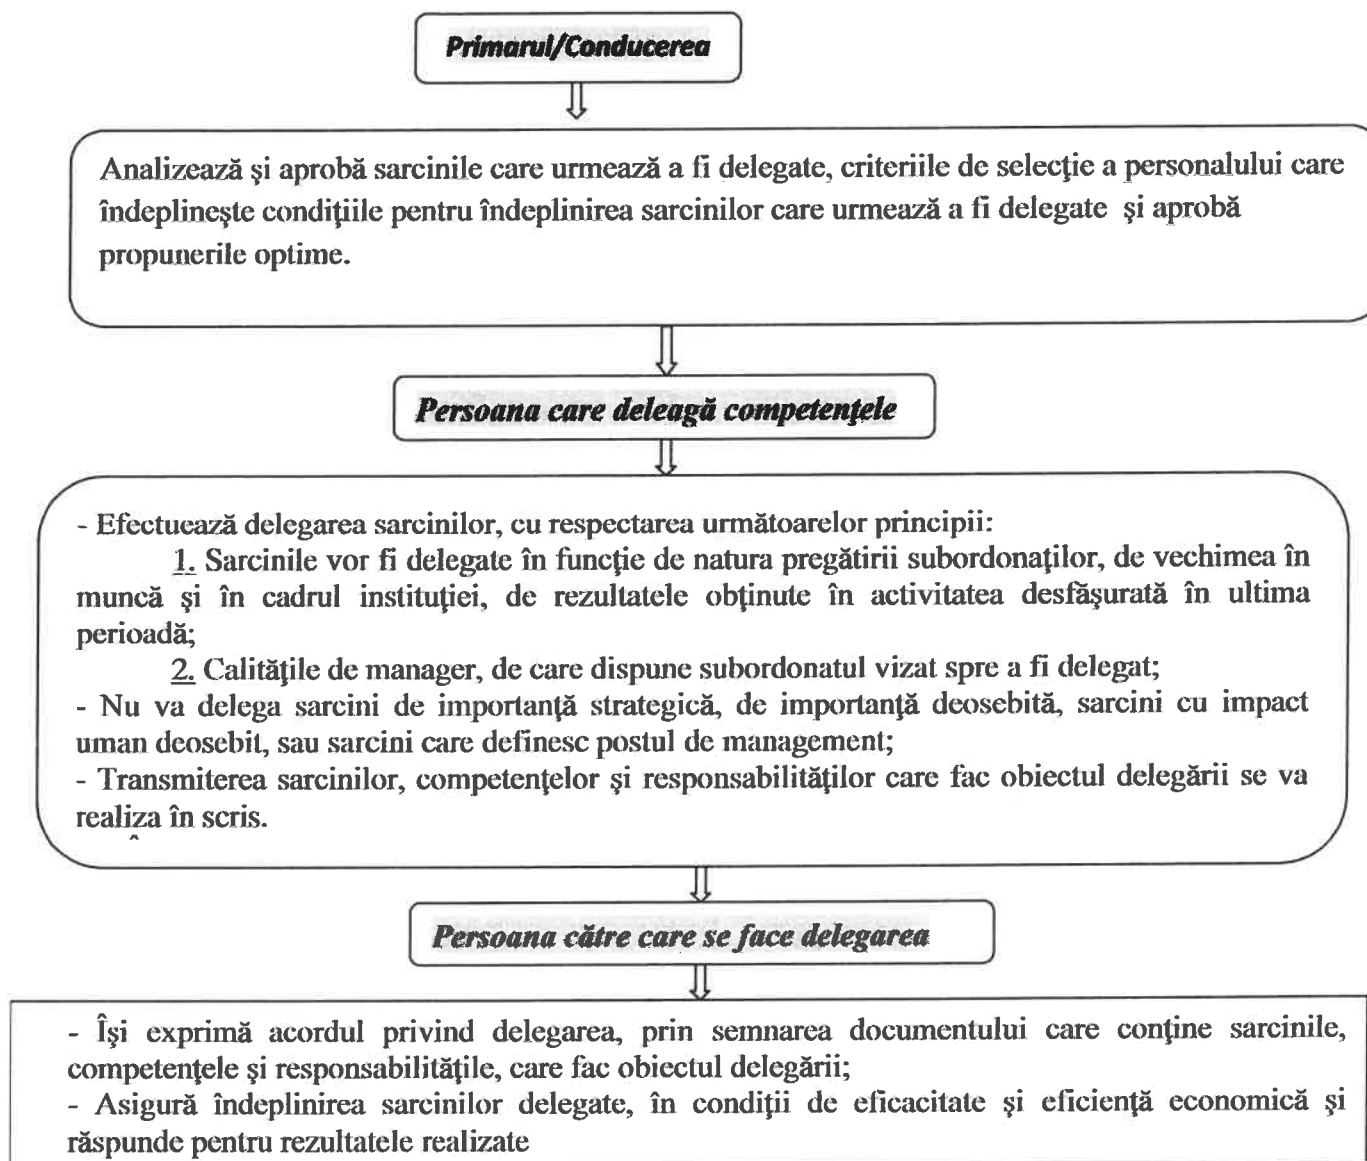 Primarul/Conducerea
Analizează şi aprobă sarcinile care urmează a fi delegate, criteriile de selecţie a personalului care
îndeplineşte condiţiile pentru îndeplinirea sarcinilor care urmează a fi delegate şi aprobă
propunerile optime.
Persoana care deleagă competenţele
- Efectuează delegarea sarcinilor, cu respectarea următoarelor principii:
1. Sarcinile vor fi delegate în funcţie de natura pregătirii subordonaţilor, de vechimea în
muncă şi în cadrul instituţiei, de rezultatele obţinute în activitatea desfăşurată în ultima
perioadă;
2. Calităţile de manager, de care dispune subordonatul vizat spre a fi delegat;
- Nu va delega sarcini de importanţă strategică, de importanţă deosebită, sarcini cu impact
uman deosebit, sau sarcini care definesc postul de management;
- Transmiterea sarcinilor, competenţelor şi responsabilităţilor care fac obiectul delegării se va
realiza în scris.
Persoana către care se face delegarea
- Îşi exprimă acordul privind delegarea, prin semnarea documentului care conţine sarcinile,
competenţele şi responsabilităţile, care fac obiectul delegării;
- Asigură îndeplinirea sarcinilor delegate, în condiţii de eficacitate şi eficienţă economică şi
răspunde pentru rezultatele realizate